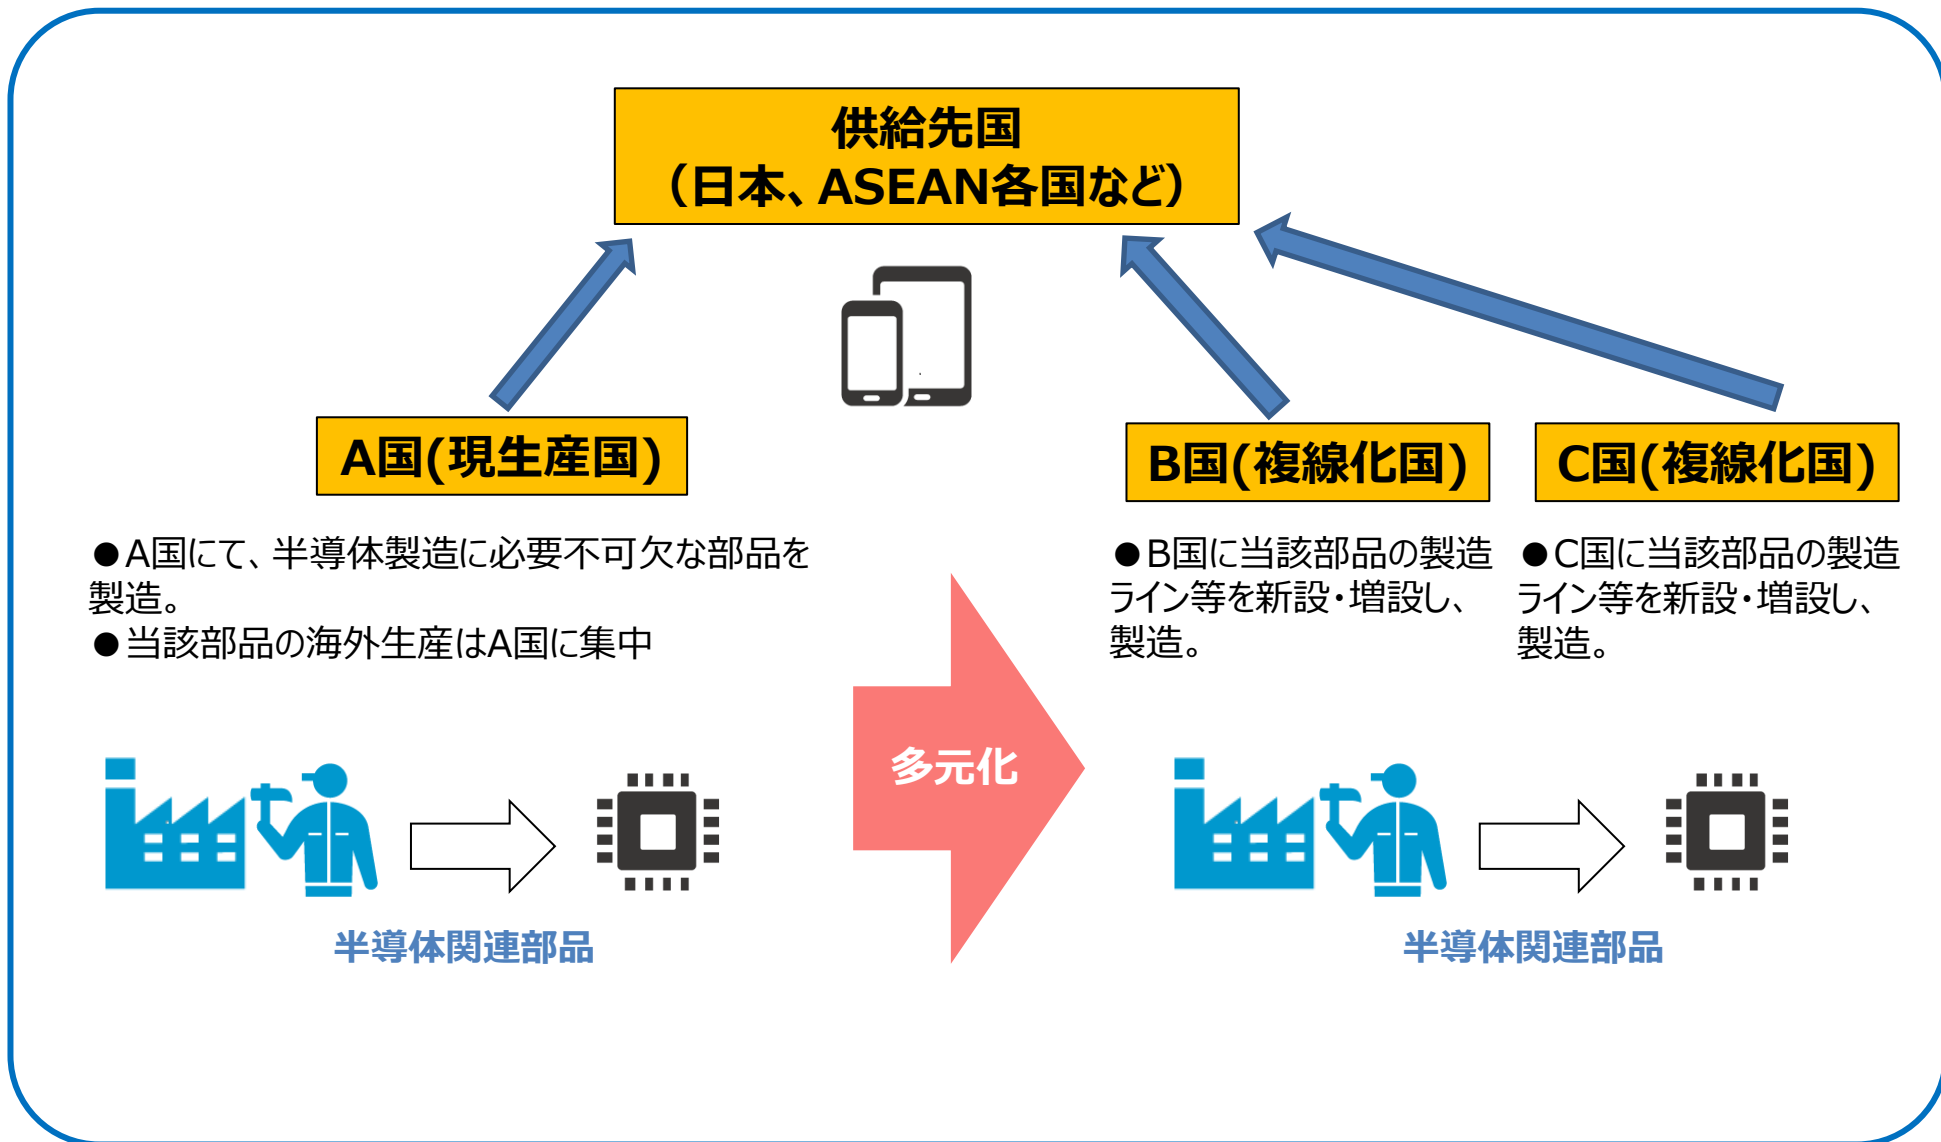 供給先国
（日本、ASEAN各国など）
A国(現生産国)
B国(複線化国)
C国(複線化国)
●A国にて、半導体製造に必要不可欠な部品を
製造。
●当該部品の海外生産はA国に集中
●B国に当該部品の製造
ライン等を新設・増設し、
製造。
●C国に当該部品の製造
ライン等を新設・増設し、
製造。
多元化
半導体関連部品
半導体関連部品